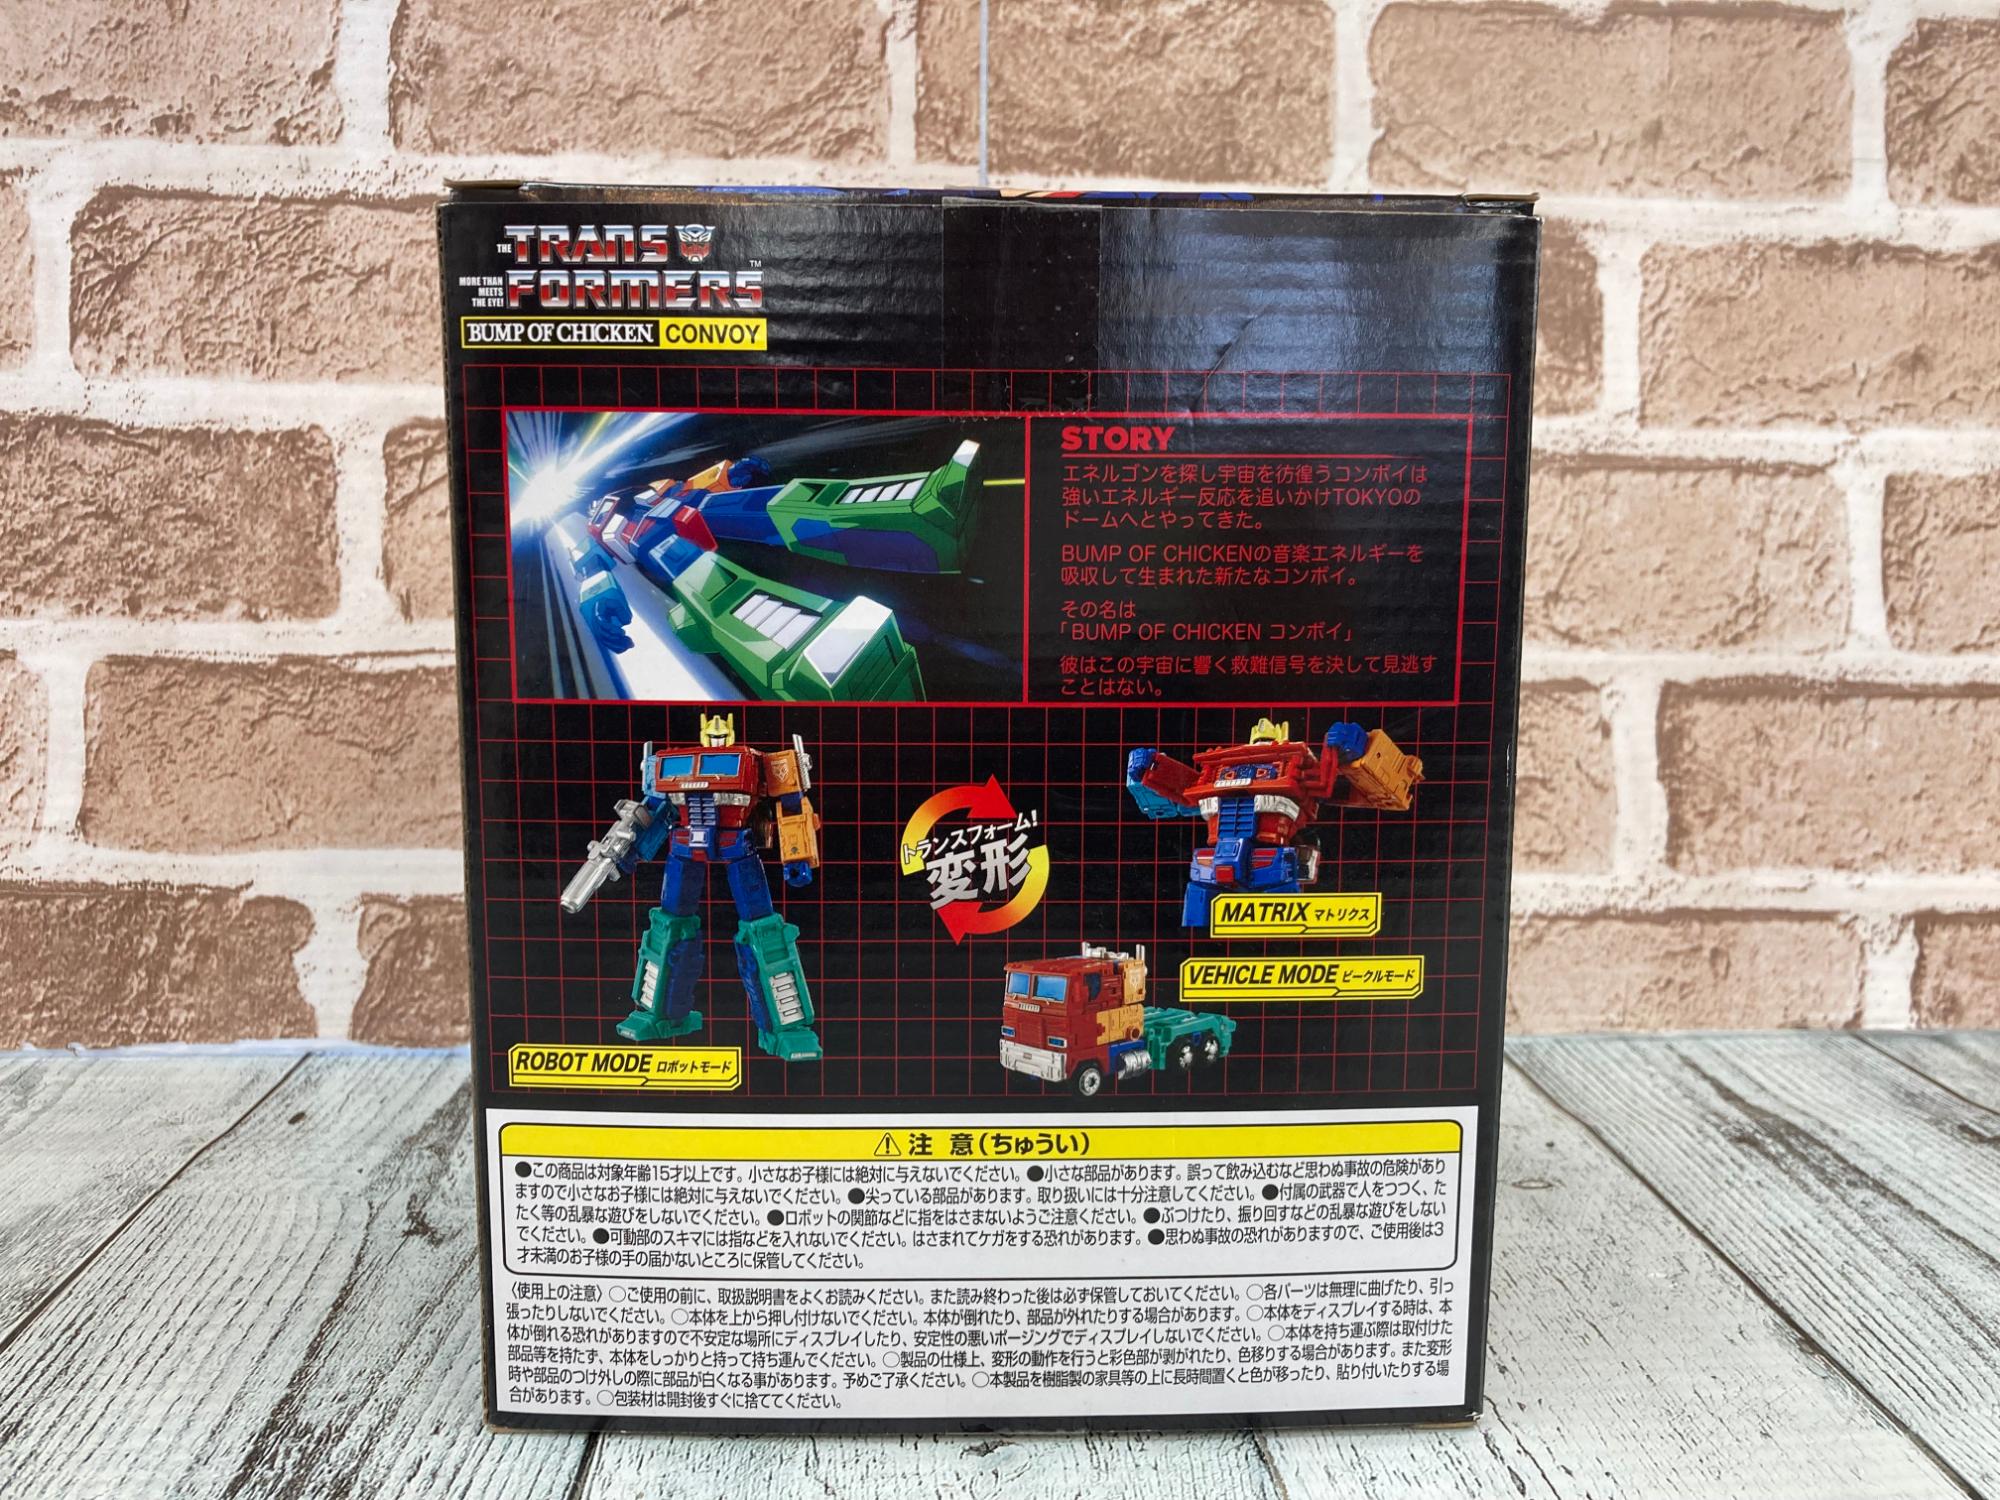 THE TRANS
FORMERS™
MORE THAN
MEETS
THE EYE!
BUMP OF CHICKEN CONVOY
STORY
エネルゴンを探し宇宙を彷徨うコンボイは
強いエネルギー反応を追いかけTOKYOの
ドームへとやってきた。
BUMP OF CHICKENの音楽エネルギーを
吸収して生まれた新たなコンボイ。
その名は
「BUMP OF CHICKEN コンボイ」
彼はこの宇宙に響く救難信号を決して見逃す
ことはない。
トランスフォーム!
変形
MATRIX マトリクス
VEHICLE MODE ビークルモード
ROBOT MODE ロボットモード
⚠注 意(ちゅうい)
●この商品は対象年齢15才以上です。小さなお子様には絶対に与えないでください。●小さな部品があります。誤って飲み込むなど思わぬ事故の危険があり
ますので小さなお子様には絶対に与えないでください。●尖っている部品があります。取り扱いには十分注意してください。●付属の武器で人をつつく、た
たく等の乱暴な遊びをしないでください。●ロボットの関節などに指をはさまないようご注意ください。●ぶつけたり、振り回すなどの乱暴な遊びをしない
でください。●可動部のスキマには指などを入れないでください。はさまれてケガをする恐れがあります。●思わぬ事故の恐れがありますので、ご使用後は3
才未満のお子様の手の届かないところに保管してください。
〈使用上の注意〉○ご使用の前に、取扱説明書をよくお読みください。また読み終わった後は必ず保管しておいてください。○各パーツは無理に曲げたり、引っ
張ったりしないでください。○本体を上から押し付けないでください。本体が倒れたり、部品が外れたりする場合があります。○本体をディスプレイする時は、本
体が倒れる恐れがありますので不安定な場所にディスプレイしたり、安定性の悪いポージングでディスプレイしないでください。○本体を持ち運ぶ際は取付けた
部品等を持たず、本体をしっかりと持って持ち運んでください。○製品の仕様上、変形の動作を行うと彩色部が剥がれたり、色移りする場合があります。また変形
時や部品のつけ外しの際に部品が白くなる事があります。予めご了承ください。○本製品を樹脂製の家具等の上に長時間置くと色が移ったり、貼り付いたりする場
合があります。○包装材は開封後すぐに捨ててください。